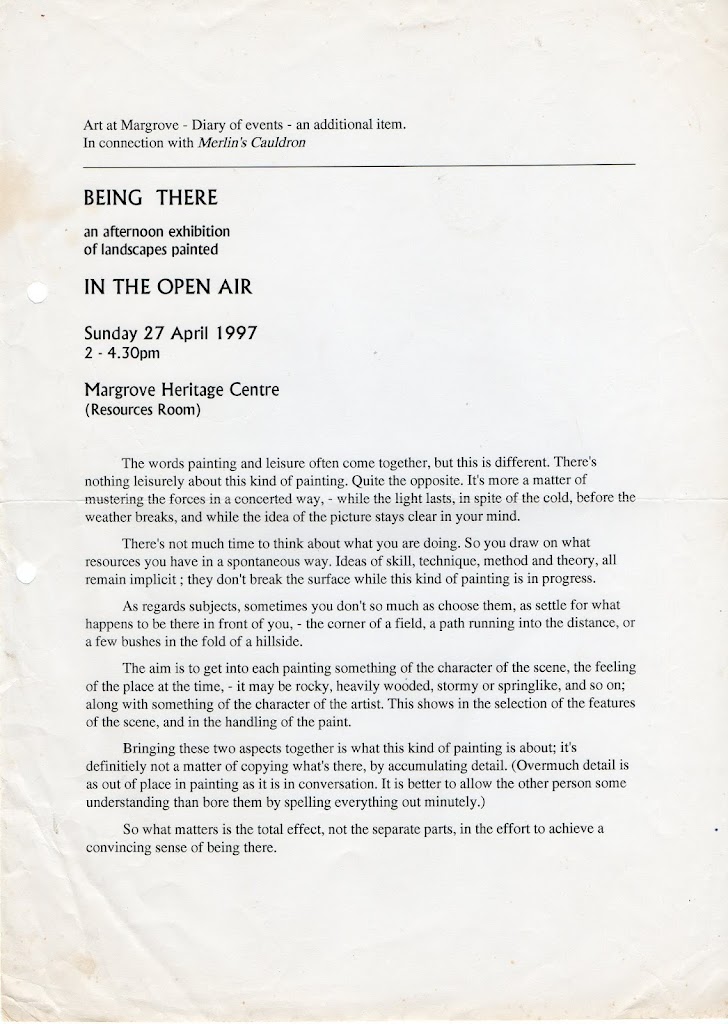 Art at Margrove - Diary of events - an additional item.
In connection with Merlin's Cauldron
BEING THERE
an afternoon exhibition
of landscapes painted
IN THE OPEN AIR
Sunday 27 April 1997
2 - 4.30pm
Margrove Heritage Centre
(Resources Room)
The words painting and leisure often come together, but this is different. There's
nothing leisurely about this kind of painting. Quite the opposite. It's more a matter of
mustering the forces in a concerted way, - while the light lasts, in spite of the cold, before the
weather breaks, and while the idea of the picture stays clear in your mind.
There's not much time to think about what you are doing. So you draw on what
resources you have in a spontaneous way. Ideas of skill, technique, method and theory, all
remain implicit ; they don't break the surface while this kind of painting is in progress.
As regards subjects, sometimes you don't so much as choose them, as settle for what
happens to be there in front of you, - the corner of a field, a path running into the distance, or
a few bushes in the fold of a hillside.
The aim is to get into each painting something of the character of the scene, the feeling
of the place at the time, - it may be rocky, heavily wooded, stormy or springlike, and so on;
along with something of the character of the artist. This shows in the selection of the features
of the scene, and in the handling of the paint.
Bringing these two aspects together is what this kind of painting is about; it's
definitiely not a matter of copying what's there, by accumulating detail. (Overmuch detail is
as out of place in painting as it is in conversation. It is better to allow the other person some
understanding than bore them by spelling everything out minutely.)
So what matters is the total effect, not the separate parts, in the effort to achieve a
convincing sense of being there.